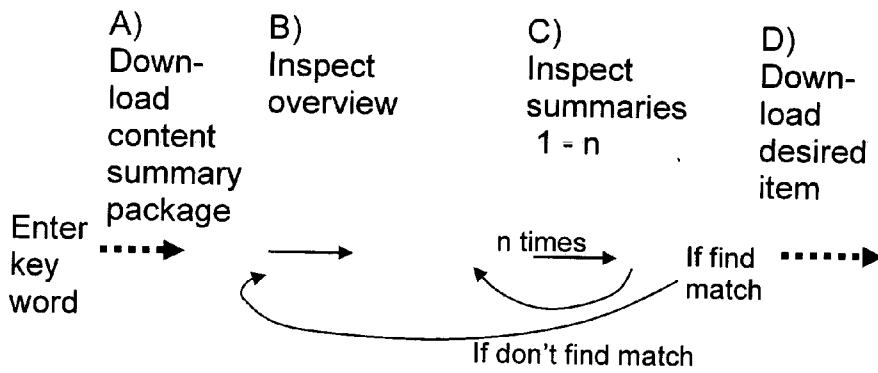 A)
Down-
load
content
summary
package
B)
Inspect
overview
C)
Inspect
summaries
1 - n
D)
Down-
load
desired
item
Enter
key
word
n times
If find
match
If don't find match